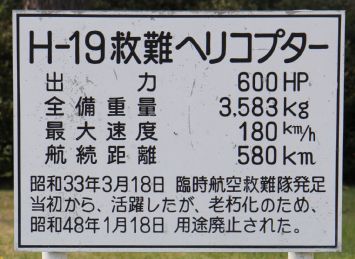 H-19救難ヘリコプター
出力 600HP
全備重量 3,583kg
最大速度 180km/h
航続距離 580km
昭和33年3月18日 臨時航空救難隊発足
当初から、活躍したが、老朽化のため、
昭和48年1月18日 用途廃止された。